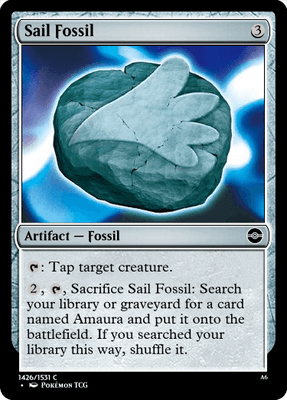 Sail Fossil 3
Artifact — Fossil
: Tap target creature.
2 , , Sacrifice Sail Fossil: Search
your library or graveyard for a card
named Amaura and put it onto the
battlefield. If you searched your
library this way, shuffle it.
1426/1531 C
• Pokémon TCG
A6